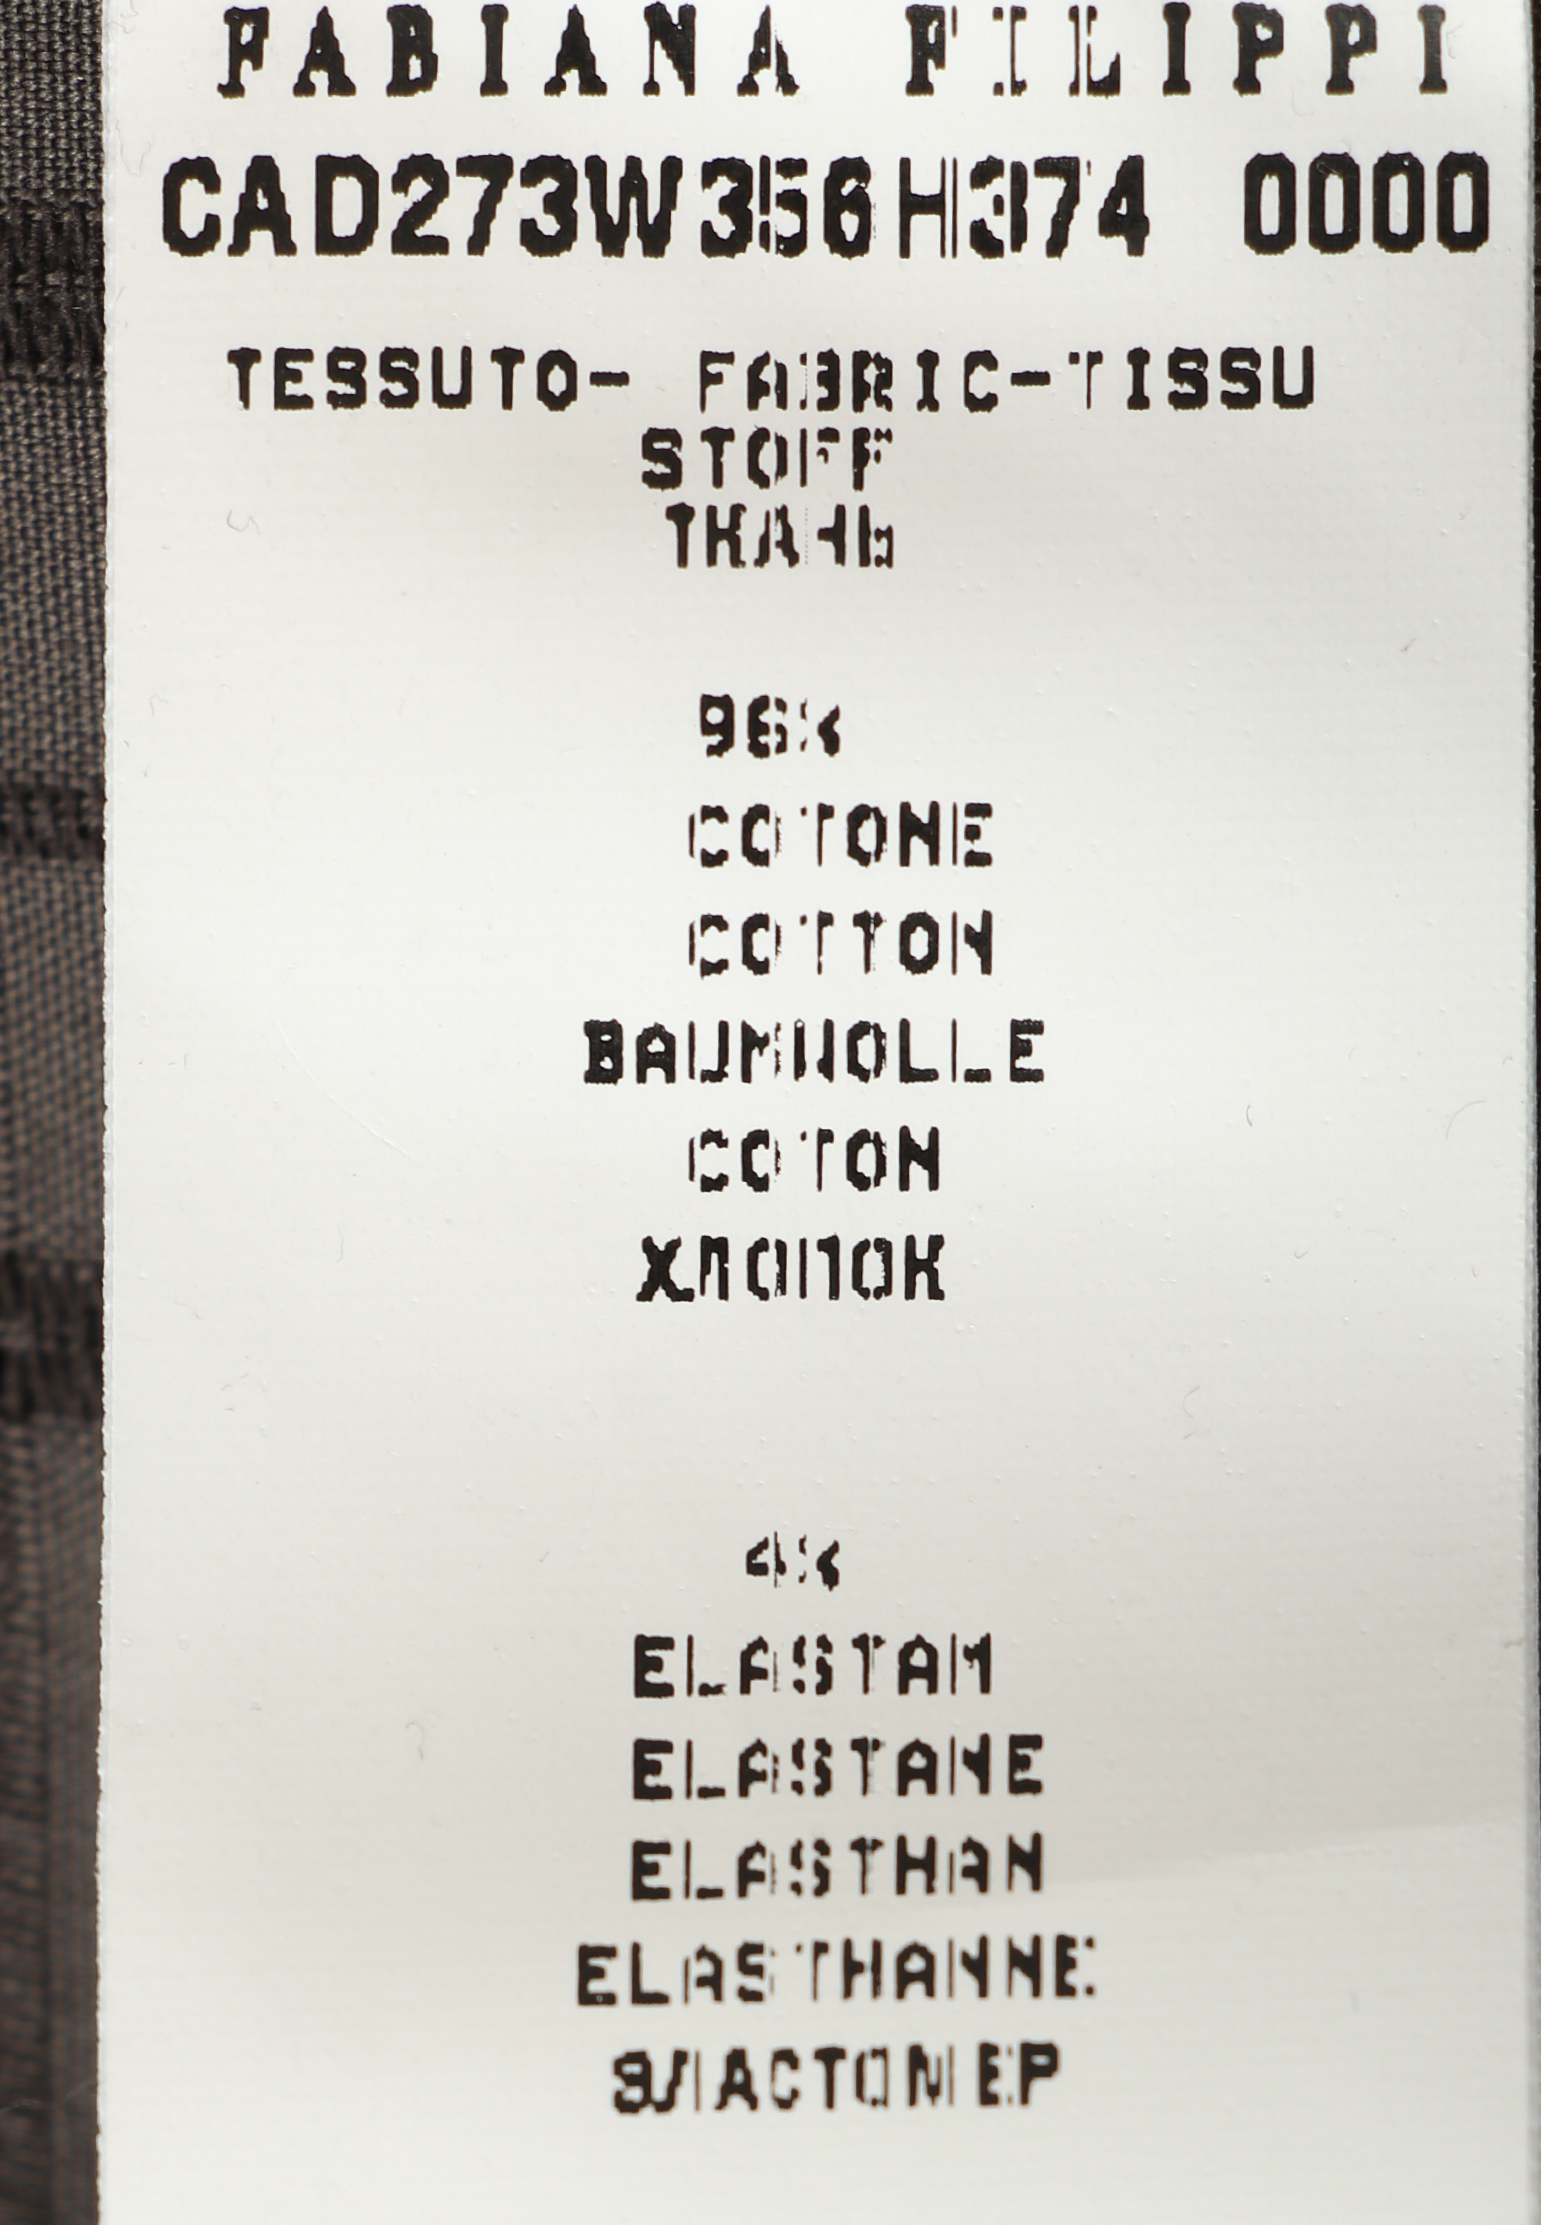 FABIANA FILIPPI
CAD273W356H374 0000
TESSUTO- FABRIC-TISSU
STOFF
ТКАНЬ
96%
COTONE
COTTON
BAUMWOLLE
COTON
ХЛОПОК
4%
ELASTAN
ELASTANE
ELASTHAN
ELASTHANNE
ЭЛАСТОМЕР